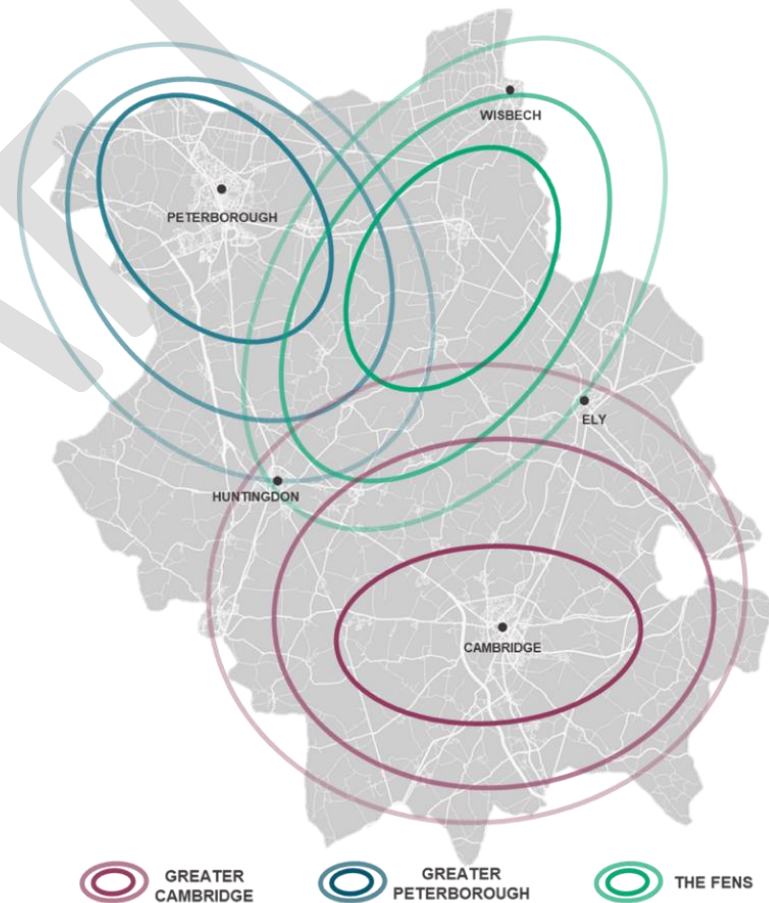 WISBECH
PETERBOROUGH
ELY
HUNTINGDON
CAMBRIDGE
GREATER
CAMBRIDGE
GREATER
PETERBOROUGH
THE FENS